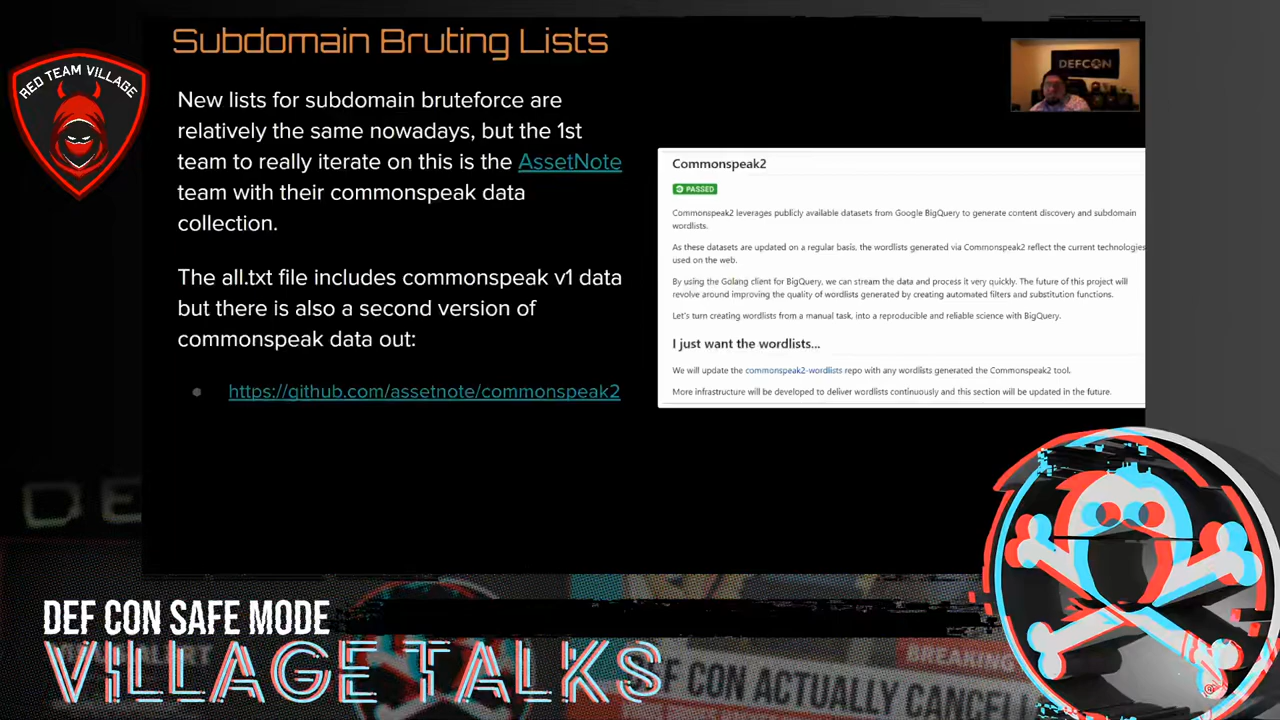 Subdomain Bruting Lists
RED TEAM VILLAGE
DEFCON
New lists for subdomain bruteforce are
relatively the same nowadays, but the 1st
team to really iterate on this is the AssetNote
team with their commonspeak data
collection.
The all.txt file includes commonspeak v1 data
but there is also a second version of
commonspeak data out:
https://github.com/assetnote/commonspeak2
Commonspeak2
PASSED
Commonspeak2 leverages publicly available datasets from Google BigQuery to generate content discovery and subdomain
wordlists.
As these datasets are updated on a regular basis, the wordlists generated via Commonspeak2 reflect the current technologies
used on the web.
By using the Golang client for BigQuery, we can stream the data and process it very quickly. The future of this project will
revolve around improving the quality of wordlists generated by creating automated filters and substitution functions.
Let's turn creating wordlists from a manual task, into a reproducible and reliable science with BigQuery.
I just want the wordlists...
We will update the commonspeak2-wordlists repo with any wordlists generated the Commonspeak2 tool.
More infrastructure will be developed to deliver wordlists continuously and this section will be updated in the future.
DE
DEF CON SAFE MODE
VILLAGE TALKS
BREAKING
DEF CON ACTUALLY CANCEL